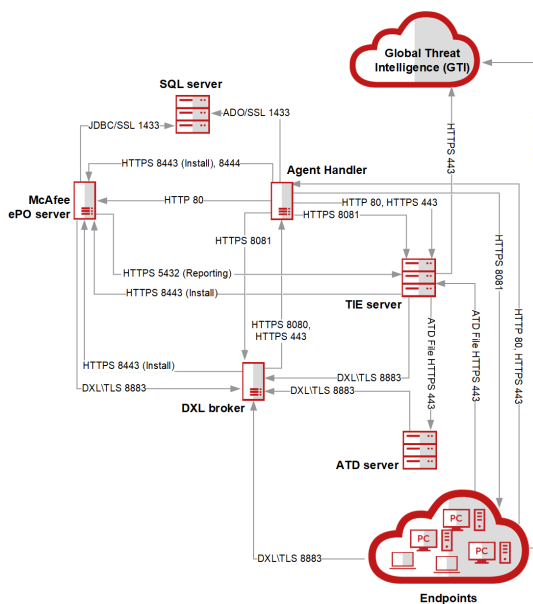 Global Threat
Intelligence (GTI)
SQL server
ADO/SSL 1433
JDBC/SSL 1433
HTTPS 443
HTTPS 8443 (Install), 8444
Agent Handler
McAfee
ePO server
HTTP 80
HTTP 80, HTTPS 443
HTTPS 8081
HTTPS 8081
HTTPS 8081
HTTPS 5432 (Reporting)
HTTPS 8443 (Install)
TIE server
HTTPS 8080,
HTTPS 443
ATD File HTTPS 443
ATD File HTTPS 443
HTTP 80, HTTPS 443
HTTPS 8443 (Install)
DXL\TLS 8883
DXL\TLS 8883
DXL\TLS 8883
DXL broker
ATD server
PC
PC
PC
DXL\TLS 8883
Endpoints